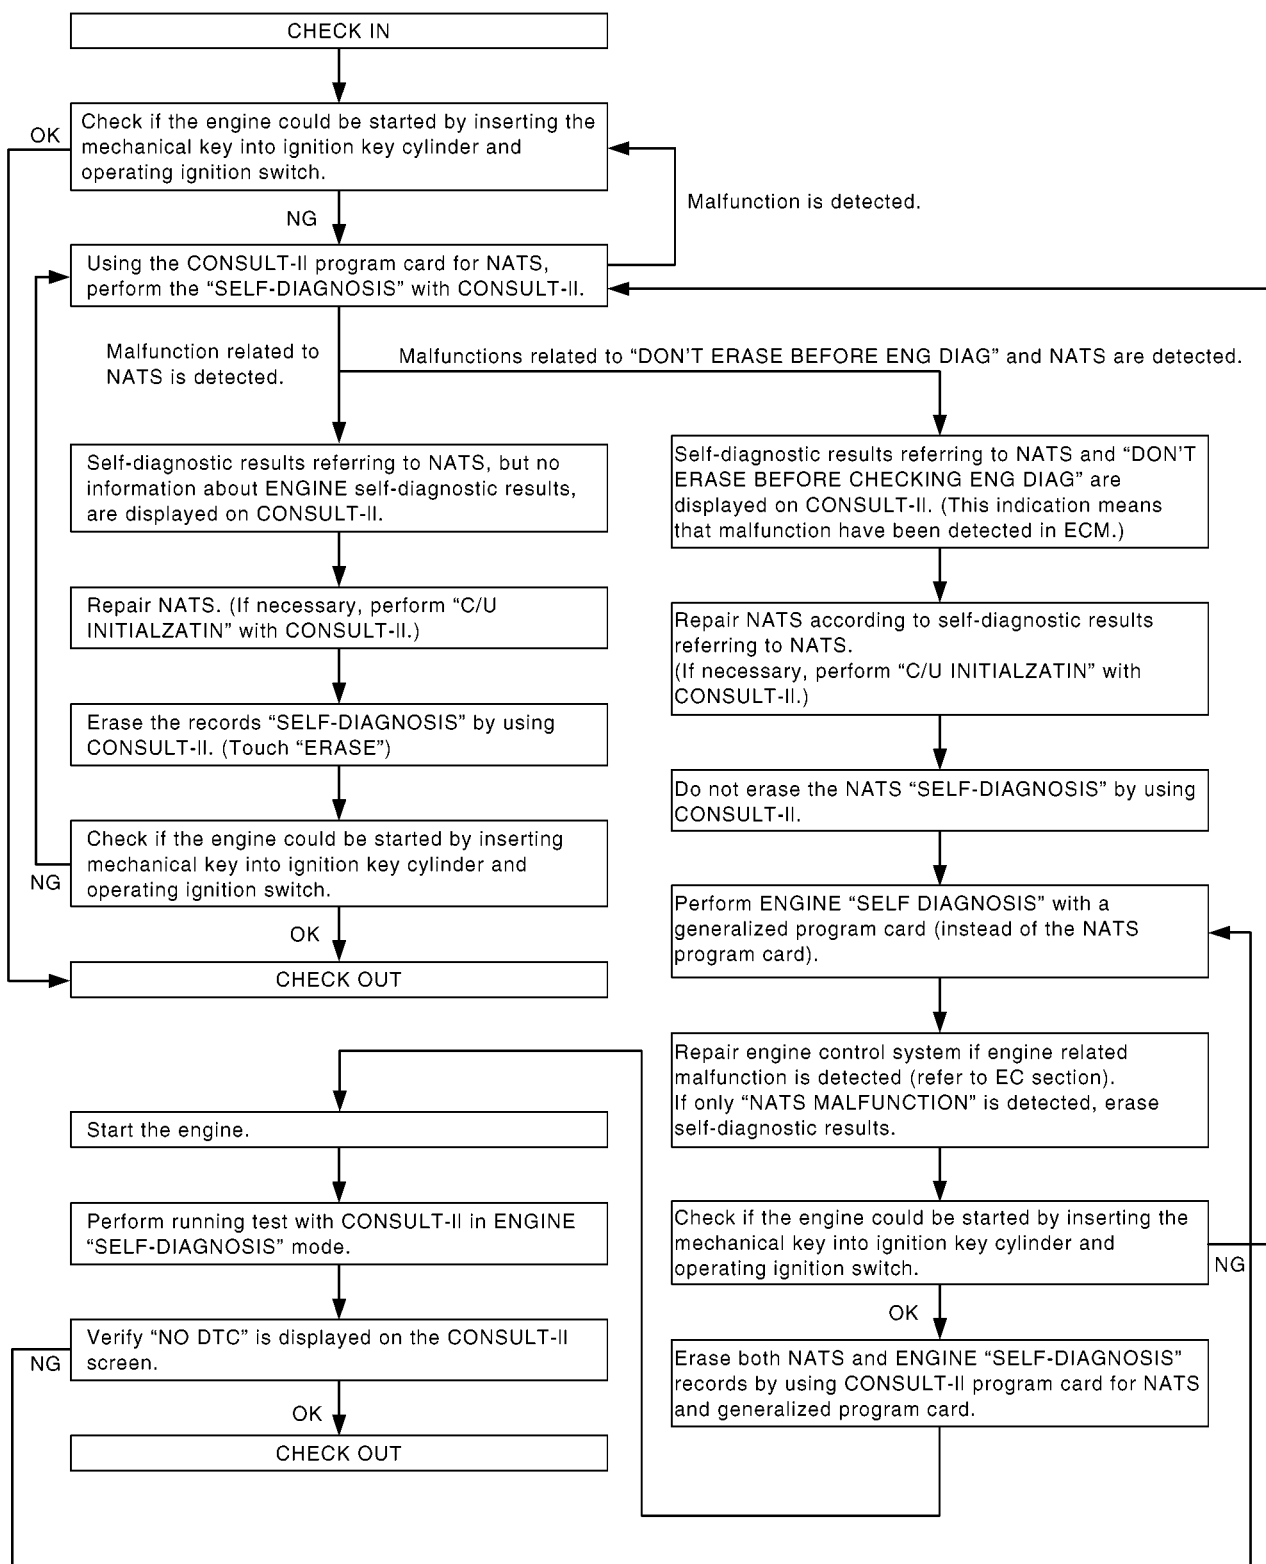 CHECK IN
OK
Check if the engine could be started by inserting the
mechanical key into ignition key cylinder and
operating ignition switch.
Malfunction is detected.
NG
Using the CONSULT-II program card for NATS,
perform the “SELF-DIAGNOSIS” with CONSULT-II.
Malfunction related to
NATS is detected.
Malfunctions related to “DON'T ERASE BEFORE ENG DIAG” and NATS are detected.
Self-diagnostic results referring to NATS, but no
information about ENGINE self-diagnostic results,
are displayed on CONSULT-II.
Repair NATS. (If necessary, perform “C/U
INITIALZATIN” with CONSULT-II.)
Erase the records “SELF-DIAGNOSIS” by using
CONSULT-II. (Touch “ERASE”)
Check if the engine could be started by inserting
mechanical key into ignition key cylinder and
operating ignition switch.
NG
OK
CHECK OUT
Self-diagnostic results referring to NATS and “DON'T
ERASE BEFORE CHECKING ENG DIAG” are
displayed on CONSULT-II. (This indication means
that malfunction have been detected in ECM.)
Repair NATS according to self-diagnostic results
referring to NATS.
(If necessary, perform “C/U INITIALZATIN” with
CONSULT-II.)
Do not erase the NATS “SELF-DIAGNOSIS” by using
CONSULT-II.
Perform ENGINE “SELF DIAGNOSIS” with a
generalized program card (instead of the NATS
program card).
Repair engine control system if engine related
malfunction is detected (refer to EC section).
If only “NATS MALFUNCTION” is detected, erase
self-diagnostic results.
Check if the engine could be started by inserting the
mechanical key into ignition key cylinder and
operating ignition switch.
NG
OK
Erase both NATS and ENGINE “SELF-DIAGNOSIS”
records by using CONSULT-II program card for NATS
and generalized program card.
Start the engine.
Perform running test with CONSULT-II in ENGINE
“SELF-DIAGNOSIS” mode.
Verify “NO DTC” is displayed on the CONSULT-II
screen.
NG
OK
CHECK OUT